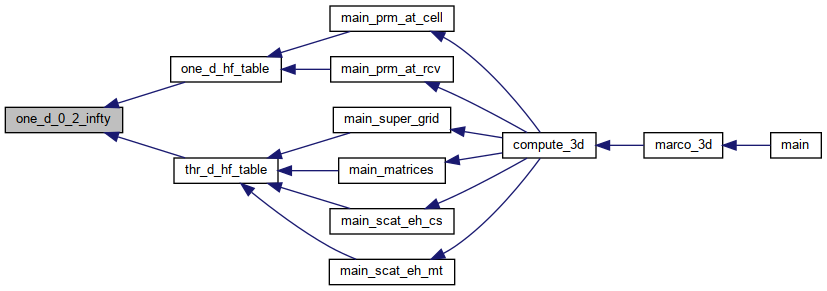 main_prm_at_cell
one_d_hf_table
main_prm_at_rcv
one_d_0_2_infty
main_super_grid
compute_3d
marco_3d
main
thr_d_hf_table
main_matrices
main_scat_eh_cs
main_scat_eh_mt